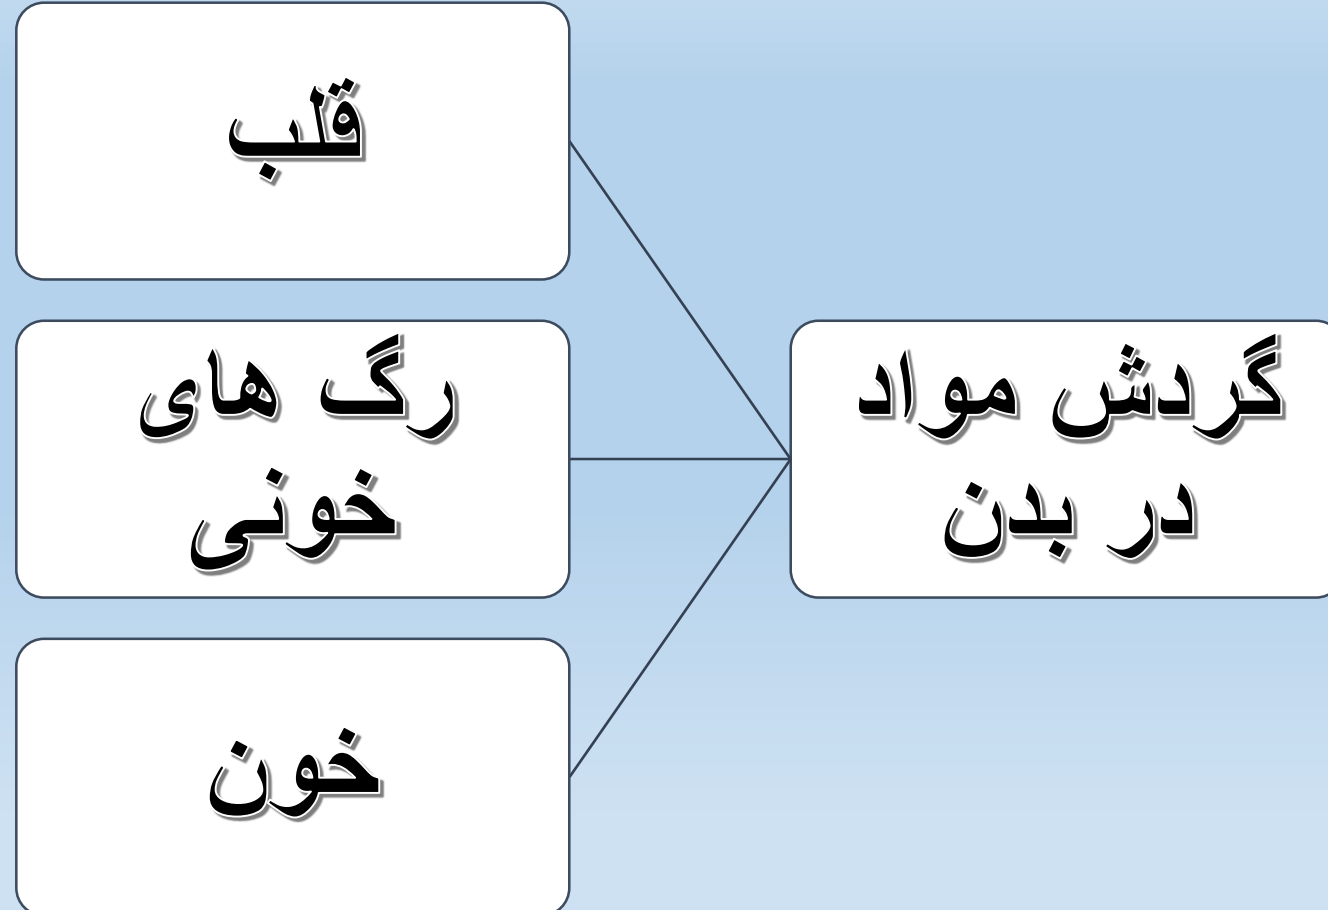 گردش مواد
در بدن
قلب
رگ های
خونی
خون